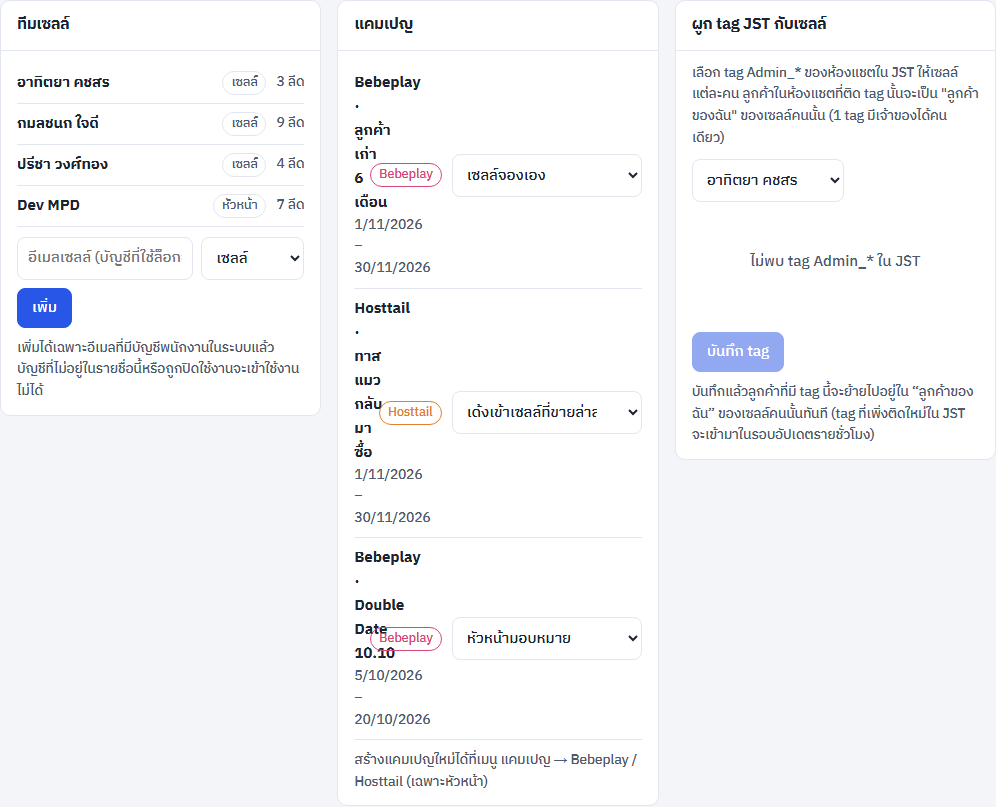 ทีมเซลล์
อาทิตยา คชสร เซลล์ 3 ลีด
กมลชนก ใจดี เซลล์ 9 ลีด
ปรีชา วงศ์ทอง เซลล์ 4 ลีด
Dev MPD หัวหน้า 7 ลีด
อีเมลเซลล์ (บัญชีที่ใช้ล็อก เซลล์
เพิ่ม
เพิ่มได้เฉพาะอีเมลที่มีบัญชีพนักงานในระบบแล้ว
บัญชีที่ไม่อยู่ในรายชื่อนี้หรือถูกปิดใช้งานจะเข้าใช้งาน
ไม่ได้
แคมเปญ
Bebeplay
·
ลูกค้า
เก่า
6
เดือน
Bebeplay
เซลล์จองเอง
1/11/2026
–
30/11/2026
Hosttail
·
ทาส
แมว
กลับ
มา
ซื้อ
Hosttail
เด้งเข้าเซลล์ที่ขายล่าส
1/11/2026
–
30/11/2026
Bebeplay
·
Double
Date
10.10
Bebeplay
หัวหน้ามอบหมาย
5/10/2026
–
20/10/2026
สร้างแคมเปญใหม่ได้ที่เมนู แคมเปญ → Bebeplay /
Hosttail (เฉพาะหัวหน้า)
ผูก tag JST กับเซลล์
เลือก tag Admin_* ของห้องแชตใน JST ให้เซลล์
แต่ละคน ลูกค้าในห้องแชตที่ติด tag นั้นจะเป็น "ลูกค้า
ของฉัน" ของเซลล์คนนั้น (1 tag มีเจ้าของได้คน
เดียว)
อาทิตยา คชสร
ไม่พบ tag Admin_* ใน JST
บันทึก tag
บันทึกแล้วลูกค้าที่มี tag นี้จะย้ายไปอยู่ใน “ลูกค้าของ
ฉัน” ของเซลล์คนนั้นทันที (tag ที่เพิ่งติดใหม่ใน JST
จะเข้ามาในรอบอัปเดตรายชั่วโมง)